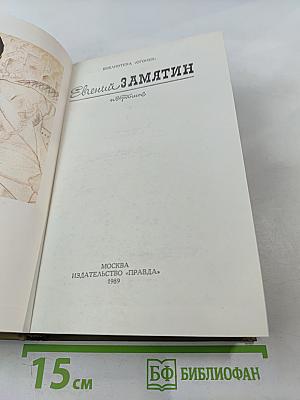 БИБЛИОТЕКА «ОГОНЕК»
Евгений ЗАМЯТИН
избранное
МОСКВА
ИЗДАТЕЛЬСТВО «ПРАВДА»
1989
15 см
БФ БИБЛИОФАН